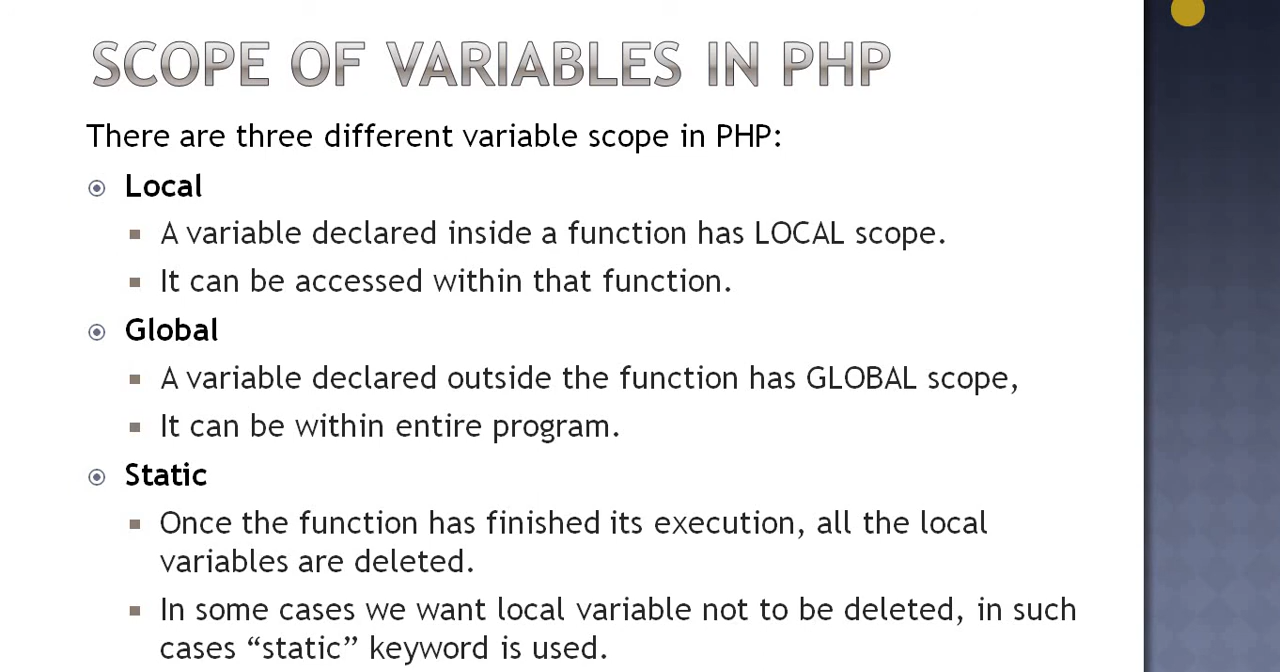 SCOPE OF VARIABLES IN PHP
There are three different variable scope in PHP:
Local
A variable declared inside a function has LOCAL scope.
It can be accessed within that function.
Global
A variable declared outside the function has GLOBAL scope,
It can be within entire program.
Static
Once the function has finished its execution, all the local
variables are deleted.
In some cases we want local variable not to be deleted, in such
cases “static” keyword is used.